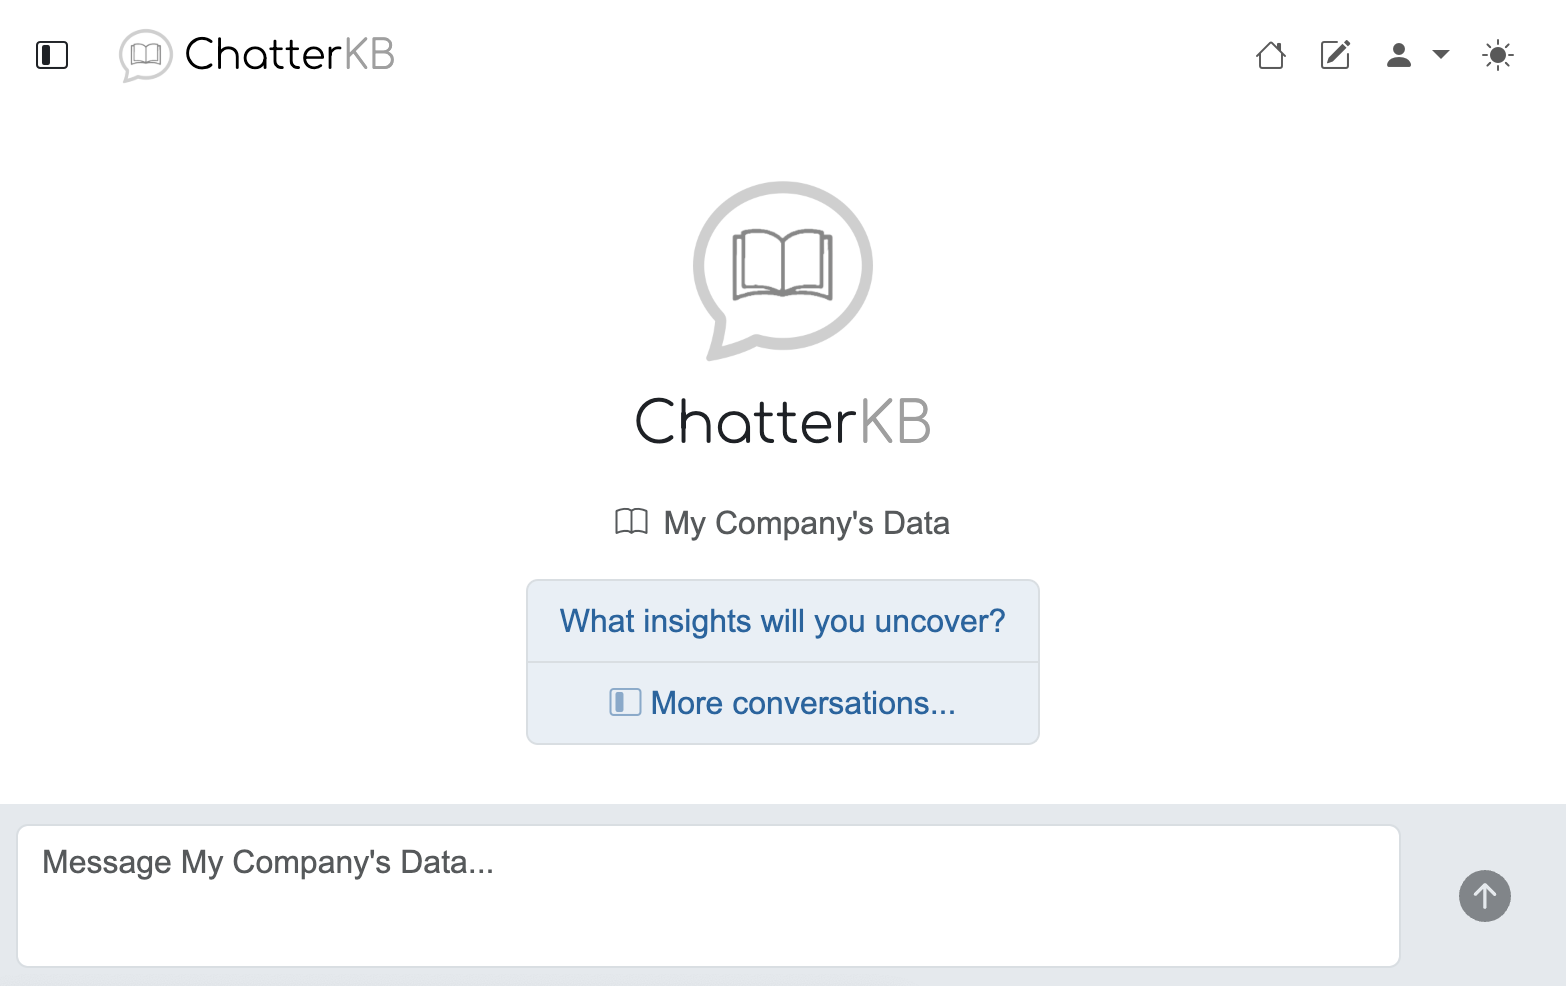 ChatterKB
ChatterKB
My Company's Data
What insights will you uncover?
More conversations...
Message My Company's Data...